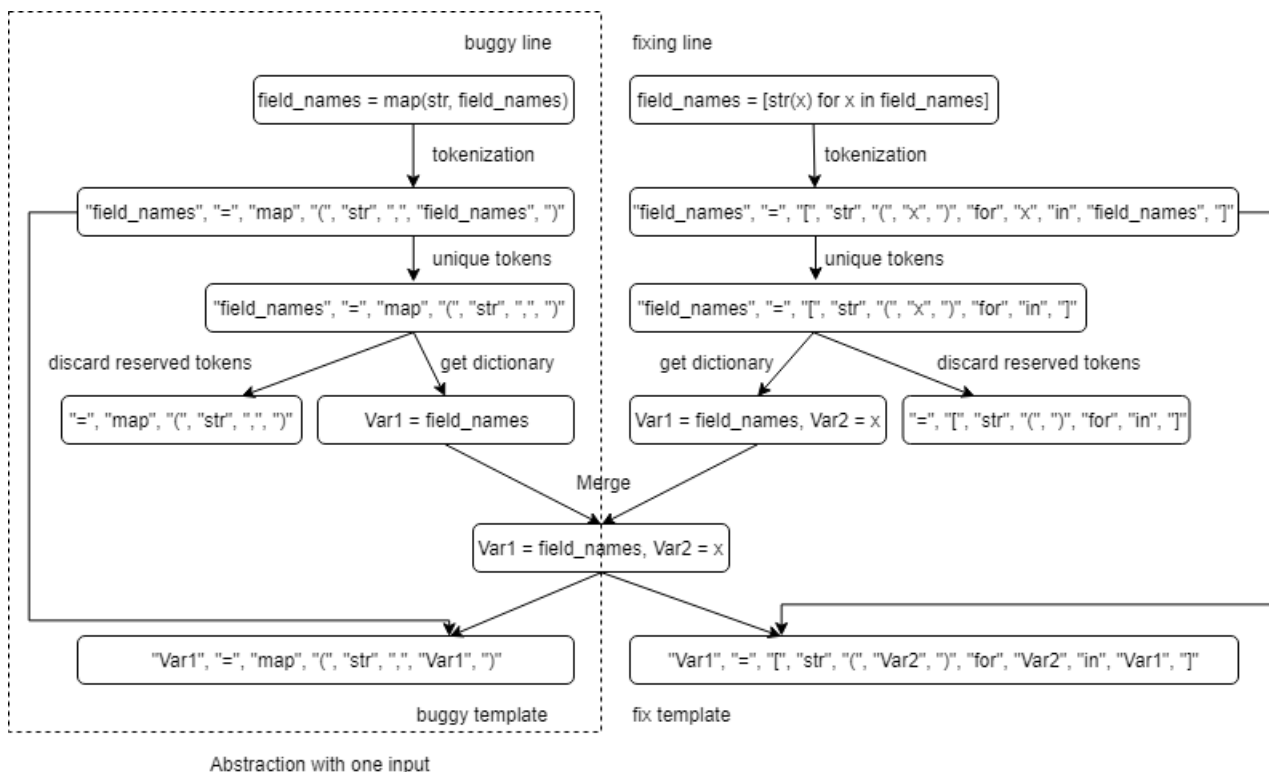 buggy line
fixing line
field_names = map(str, field_names)
field_names = [str(x) for x in field_names]
tokenization
tokenization
"field_names", "=", "map", "(", "str", ",", "field_names", ")"
"field_names", "=", "[", "str", "(", "x", ")", "for", "x", "in", "field_names", "]"
unique tokens
unique tokens
"field_names", "=", "map", "(", "str", ",", ")"
"field_names", "=", "[", "str", "(", "x", ")", "for", "in", "]"
discard reserved tokens
get dictionary
get dictionary
discard reserved tokens
"=", "map", "(", "str", ",", ")"
Var1 = field_names
Var1 = field_names, Var2 = x
"=", "[", "str", "(", ")", "for", "in", "]"
Merge
Var1 = field_names, Var2 = x
"Var1", "=", "map", "(", "str", ",", "Var1", ")"
"Var1", "=", "[", "str", "(", "Var2", ")", "for", "Var2", "in", "Var1", "]"
buggy template
fix template
Abstraction with one input